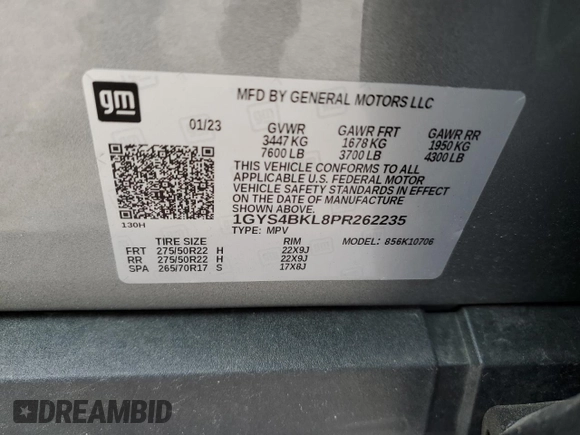 gm
MFD BY GENERAL MOTORS LLC
01/23 GVWR GAWR FRT GAWR RR
3447 KG 1678 KG 1950 KG
7600 LB 3700 LB 4300 LB
THIS VEHICLE CONFORMS TO ALL
APPLICABLE U.S. FEDERAL MOTOR
VEHICLE SAFETY STANDARDS IN EFFECT
ON THE DATE OF MANUFACTURE
SHOWN ABOVE.
1GYS4BKL8PR262235
130H TYPE: MPV
TIRE SIZE RIM MODEL: 856K10706
FRT 275/50R22 H 22X9J
RR 275/50R22 H 22X9J
SPA 265/70R17 S 17X8J
DREAMBID